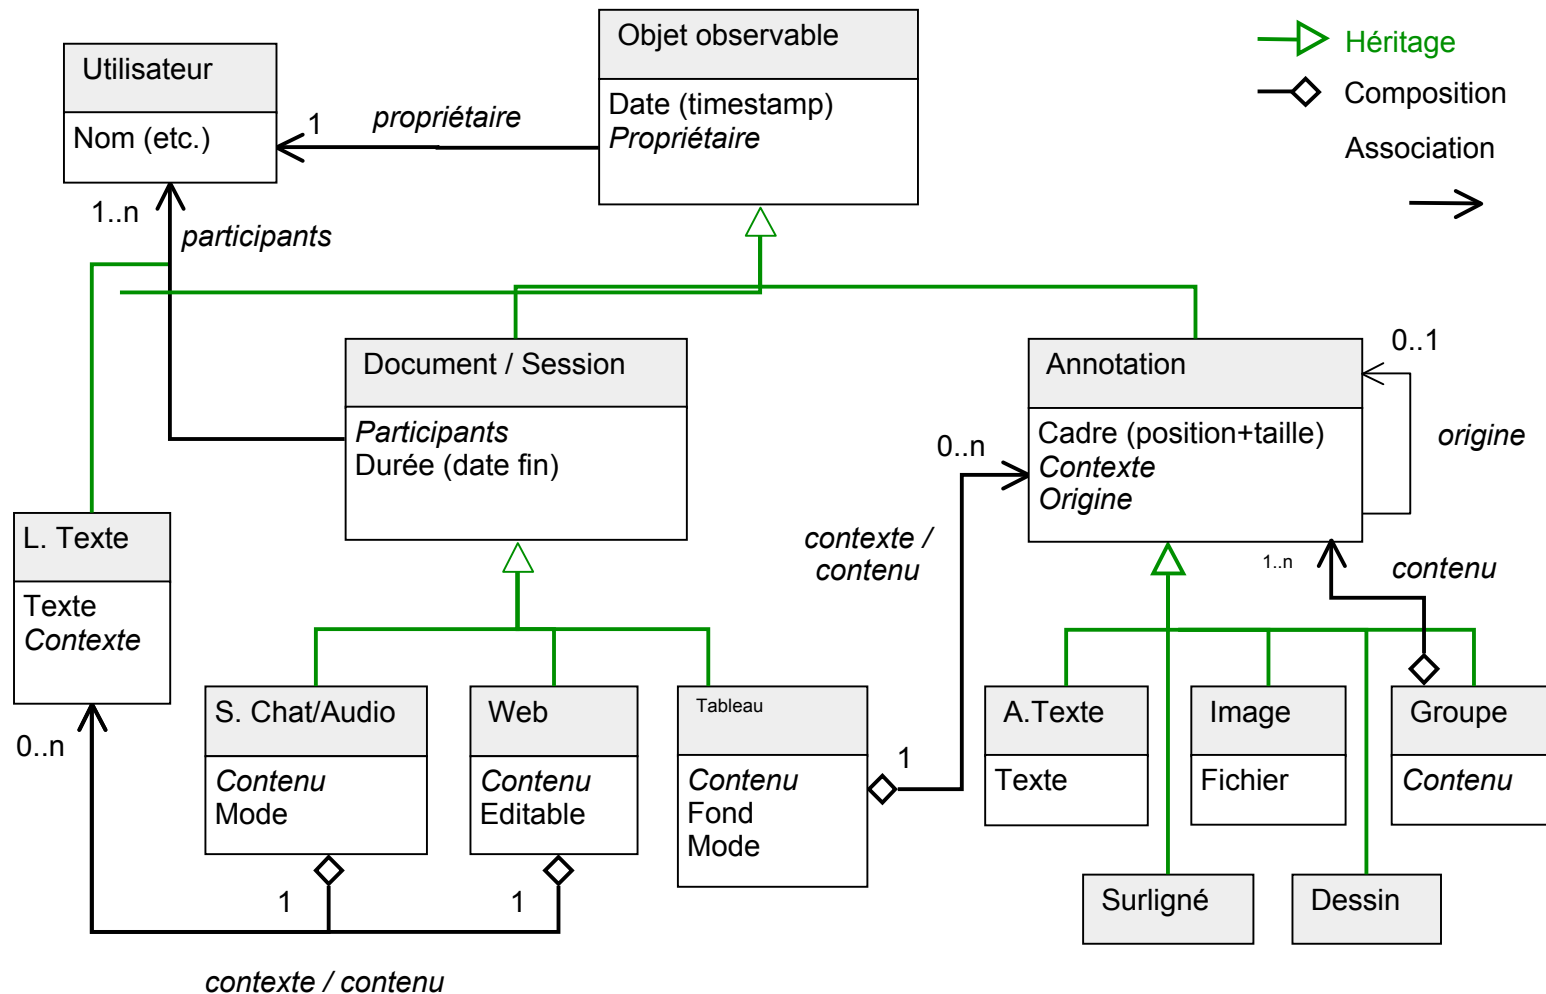 Objet observable
Héritage
Utilisateur
Composition
Date (timestamp)
propriétaire
1
Nom (etc.)
Propriétaire
Association
1..n
participants
0..1
Document / Session
Annotation
Participants
Cadre (position+taille)
0..n
origine
Durée (date fin)
Contexte
Origine
L. Texte
contexte /
contenu
1..n
contenu
Texte
Contexte
S. Chat/Audio
Web
Tableau
A.Texte
Image
Groupe
0..n
1
Contenu
Contenu
Contenu
Texte
Fichier
Contenu
Mode
Editable
Fond
Mode
1
1
Surligné
Dessin
contexte / contenu